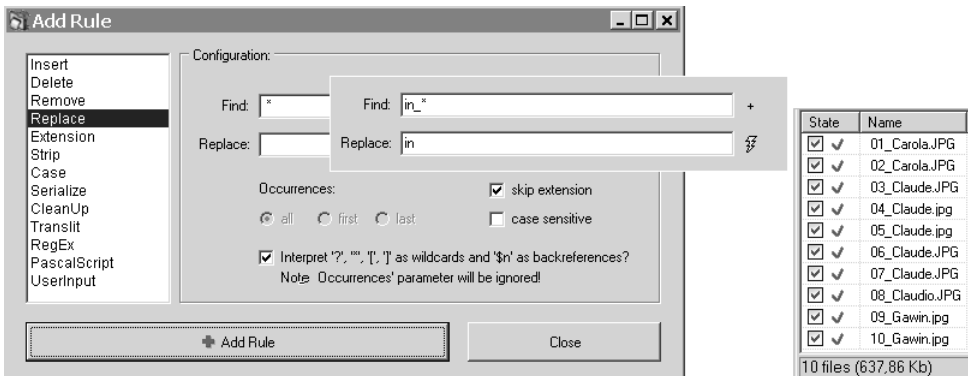 Add Rule
Insert
Delete
Remove
Replace
Extension
Strip
Case
Serialize
CleanUp
Translit
RegEx
PascalScript
UserInput
Configuration:
Find: *
Replace:
Find: in_*
+
Replace: in
Occurrences:
skip extension
all first last
case sensitive
Interpret '?', '*', '[', ']' as wildcards and '$n' as backreferences?
Note Occurrences' parameter will be ignored!
Add Rule
Close
State Name
01_Carola.JPG
02_Carola.JPG
03_Claude.JPG
04_Claude.jpg
05_Claude.jpg
06_Claude.JPG
07_Claude.JPG
08_Claudio.JPG
09_Gawin.jpg
10_Gawin.jpg
10 files (637,86 Kb)